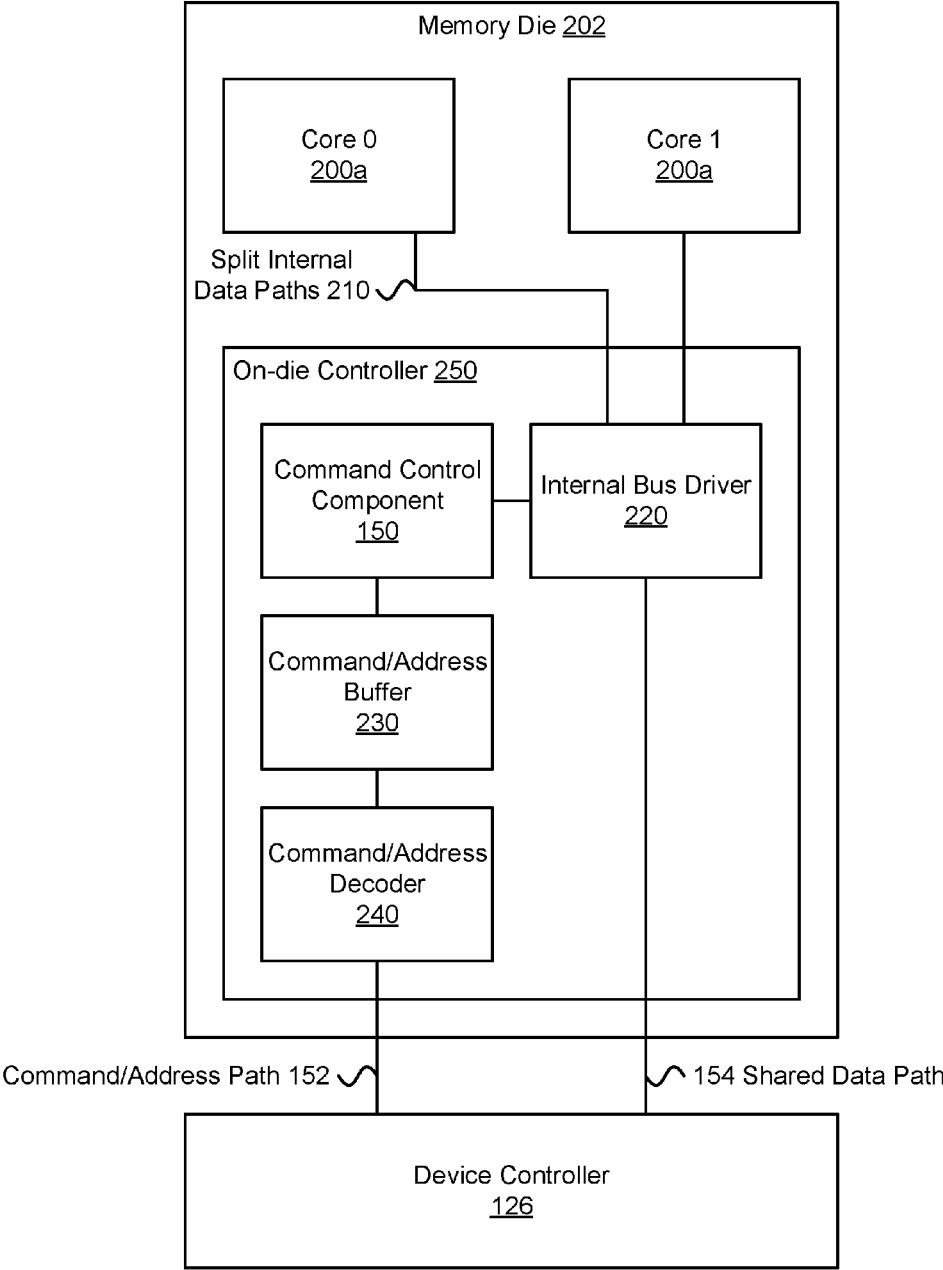 Memory Die 202
Core 0
200a
Core 1
200a
Split Internal
Data Paths 210
On-die Controller 250
Command Control
Component
150
Internal Bus Driver
220
Command/Address
Buffer
230
Command/Address
Decoder
240
Command/Address Path 152
154 Shared Data Path
Device Controller
126